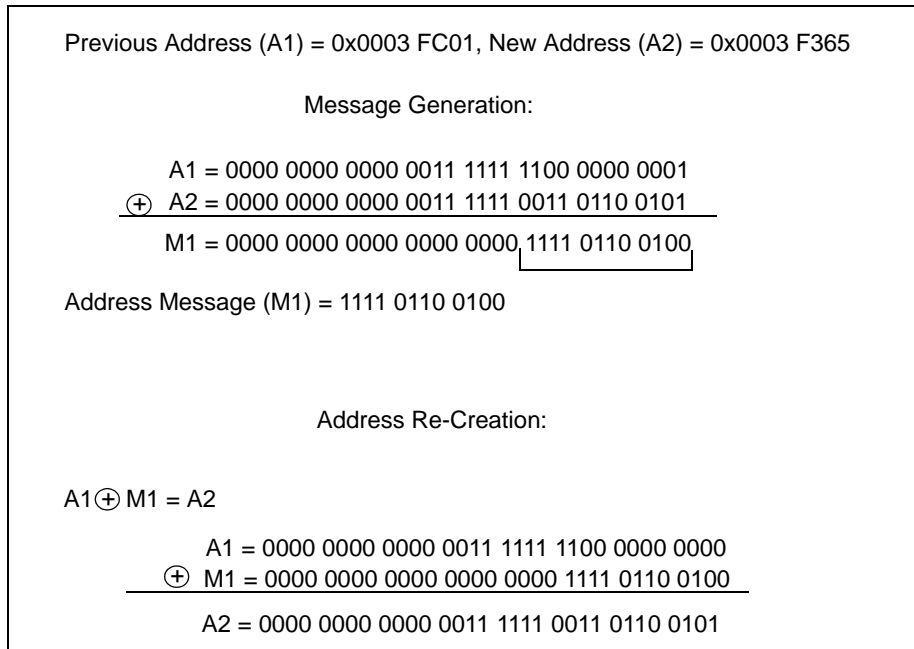 Previous Address (A1) = 0x0003 FC01, New Address (A2) = 0x0003 F365
Message Generation:
A1 = 0000 0000 0000 0011 1111 1100 0000 0001
⊕ A2 = 0000 0000 0000 0011 1111 0011 0110 0101
M1 = 0000 0000 0000 0000 0000 1111 0110 0100
Address Message (M1) = 1111 0110 0100
Address Re-Creation:
A1 ⊕ M1 = A2
A1 = 0000 0000 0000 0011 1111 1100 0000 0000
⊕ M1 = 0000 0000 0000 0000 0000 1111 0110 0100
A2 = 0000 0000 0000 0011 1111 0011 0110 0101